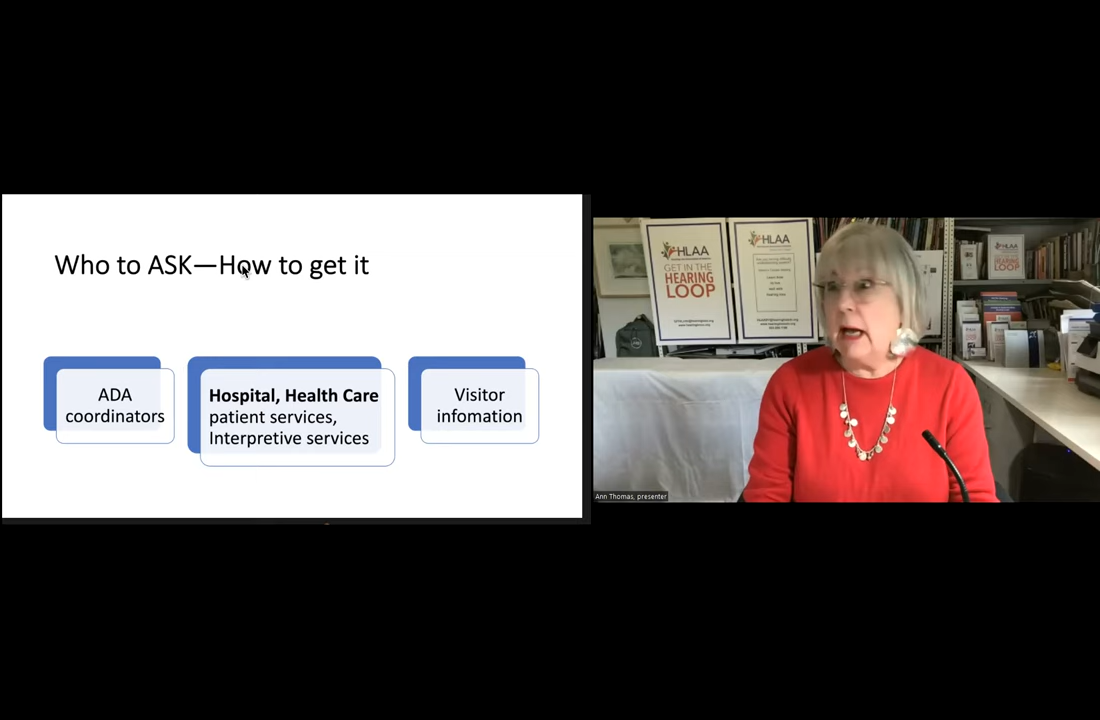 Who to ASK—How to get it
ADA
coordinators
Hospital, Health Care
patient services,
Interpretive services
Visitor
infomation
HLAA
GET IN THE
HEARING
LOOP
HLAA
HEARING
LOOP
Ann Thomas, presenter